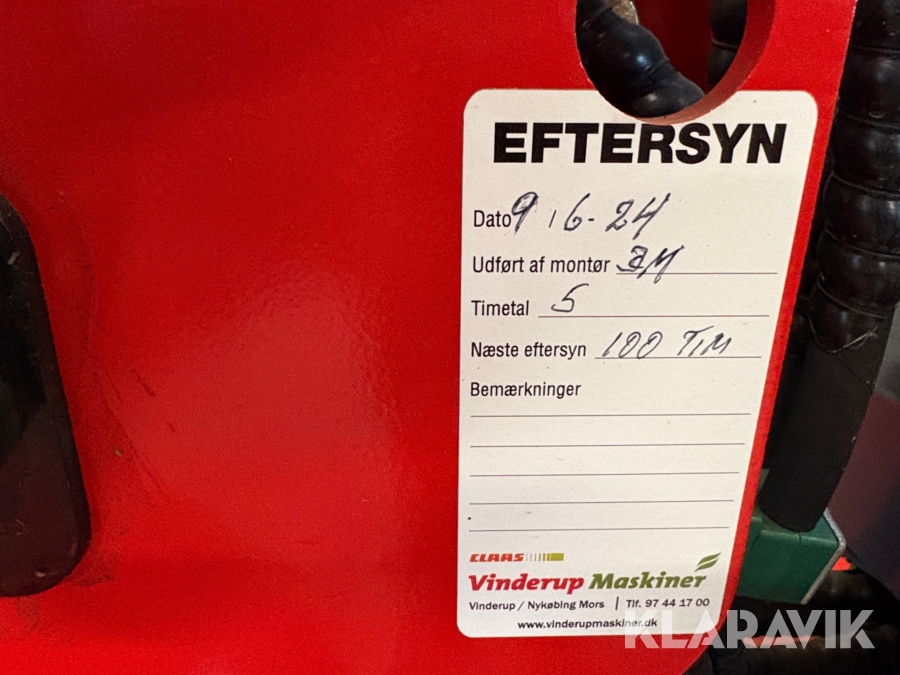 EFTERSYN
Dato 9 / 6 - 24
Udført af montør
Timetal 5
Næste eftersyn 100 TIM
Bemærkninger
CLAAS
Vinderup Maskiner
Vinderup / Nykøbing Mors | Tlf. 97 44 17 00
www.vinderupmaskiner.dk
KLARAVIK